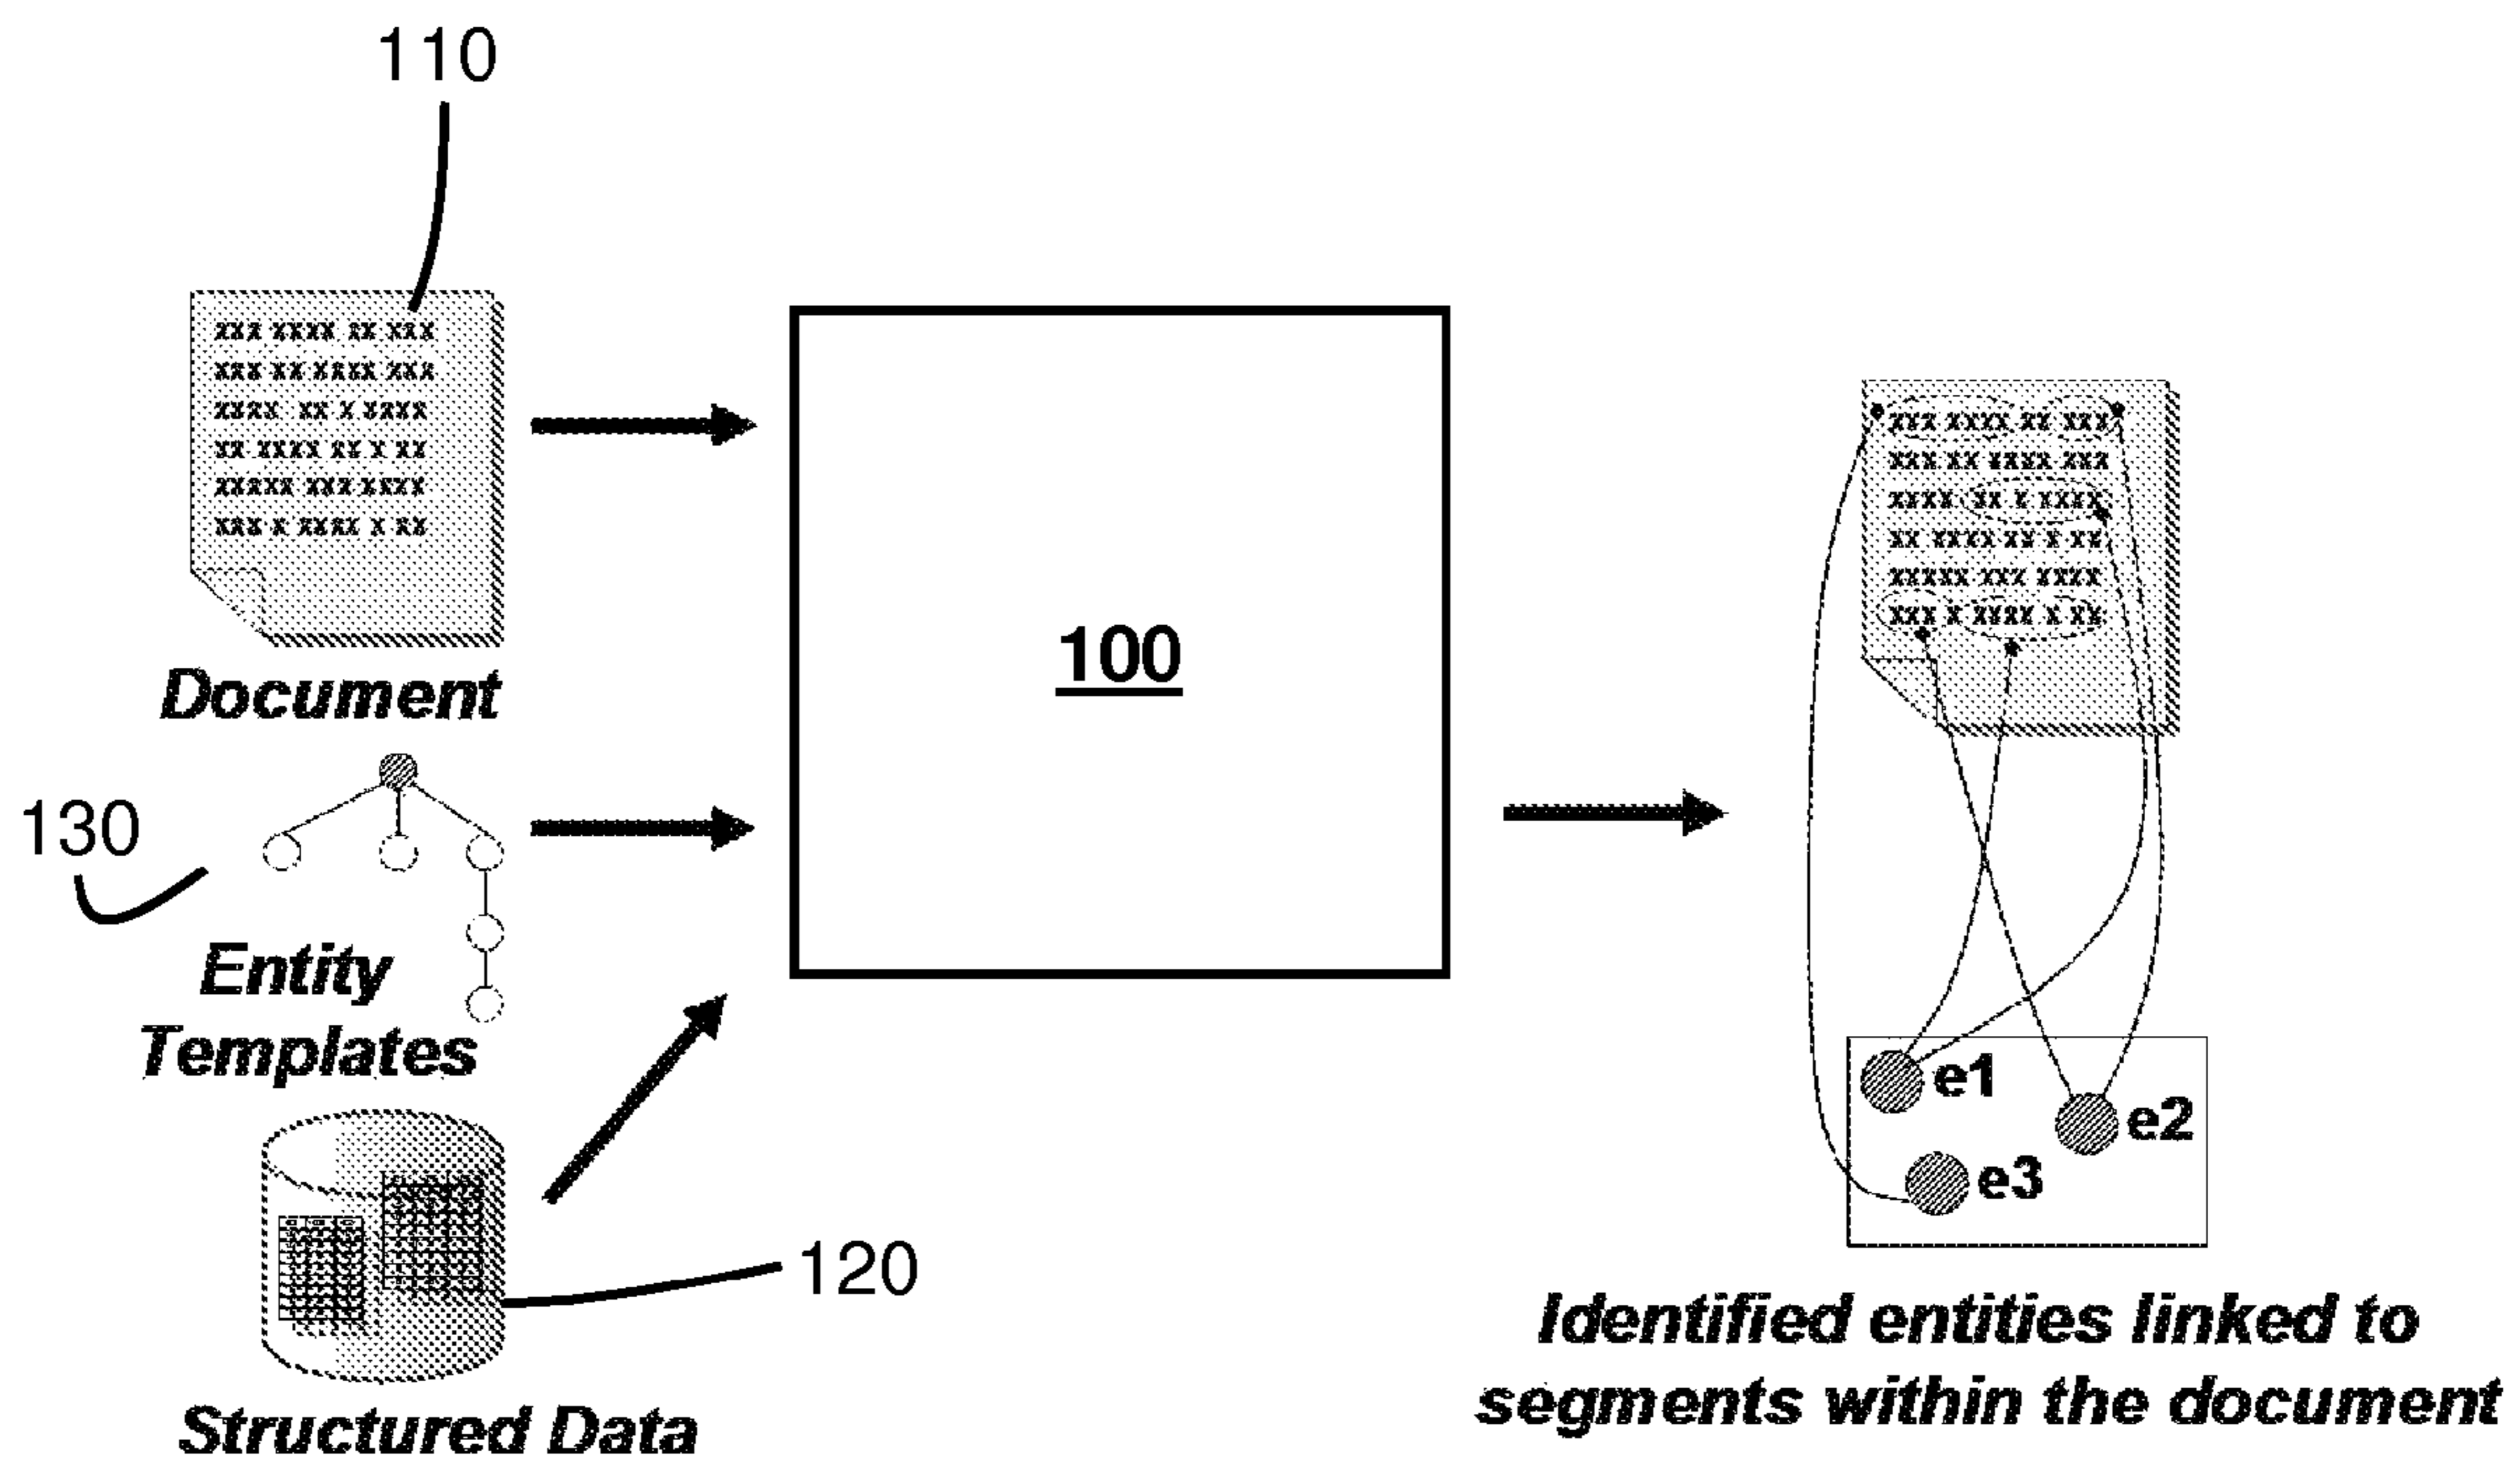 110
Document
130
Entity
Templates
120
Structured Data
100
e1
e2
e3
Identified entities linked to
segments within the document